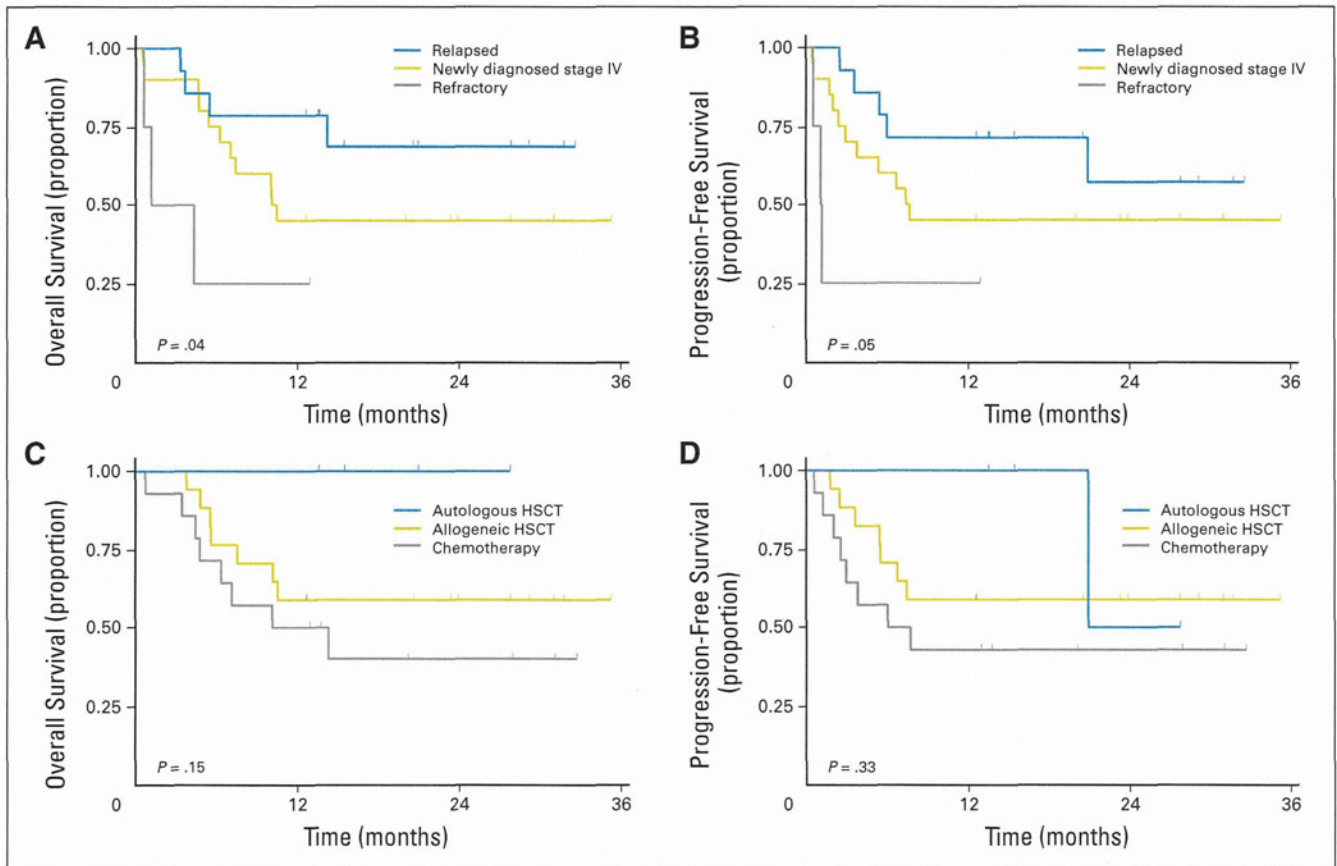 A
Overall Survival (proportion)
1.00
0.75
0.50
0.25
0
12
24
36
Time (months)
Relapsed
Newly diagnosed stage IV
Refractory
P = .04
B
Progression-Free Survival
(proportion)
1.00
0.75
0.50
0.25
0
12
24
36
Time (months)
Relapsed
Newly diagnosed stage IV
Refractory
P = .05
C
Overall Survival (proportion)
1.00
0.75
0.50
0.25
0
12
24
36
Time (months)
Autologous HSCT
Allogeneic HSCT
Chemotherapy
P = .15
D
Progression-Free Survival
(proportion)
1.00
0.75
0.50
0.25
0
12
24
36
Time (months)
Autologous HSCT
Allogeneic HSCT
Chemotherapy
P = .33